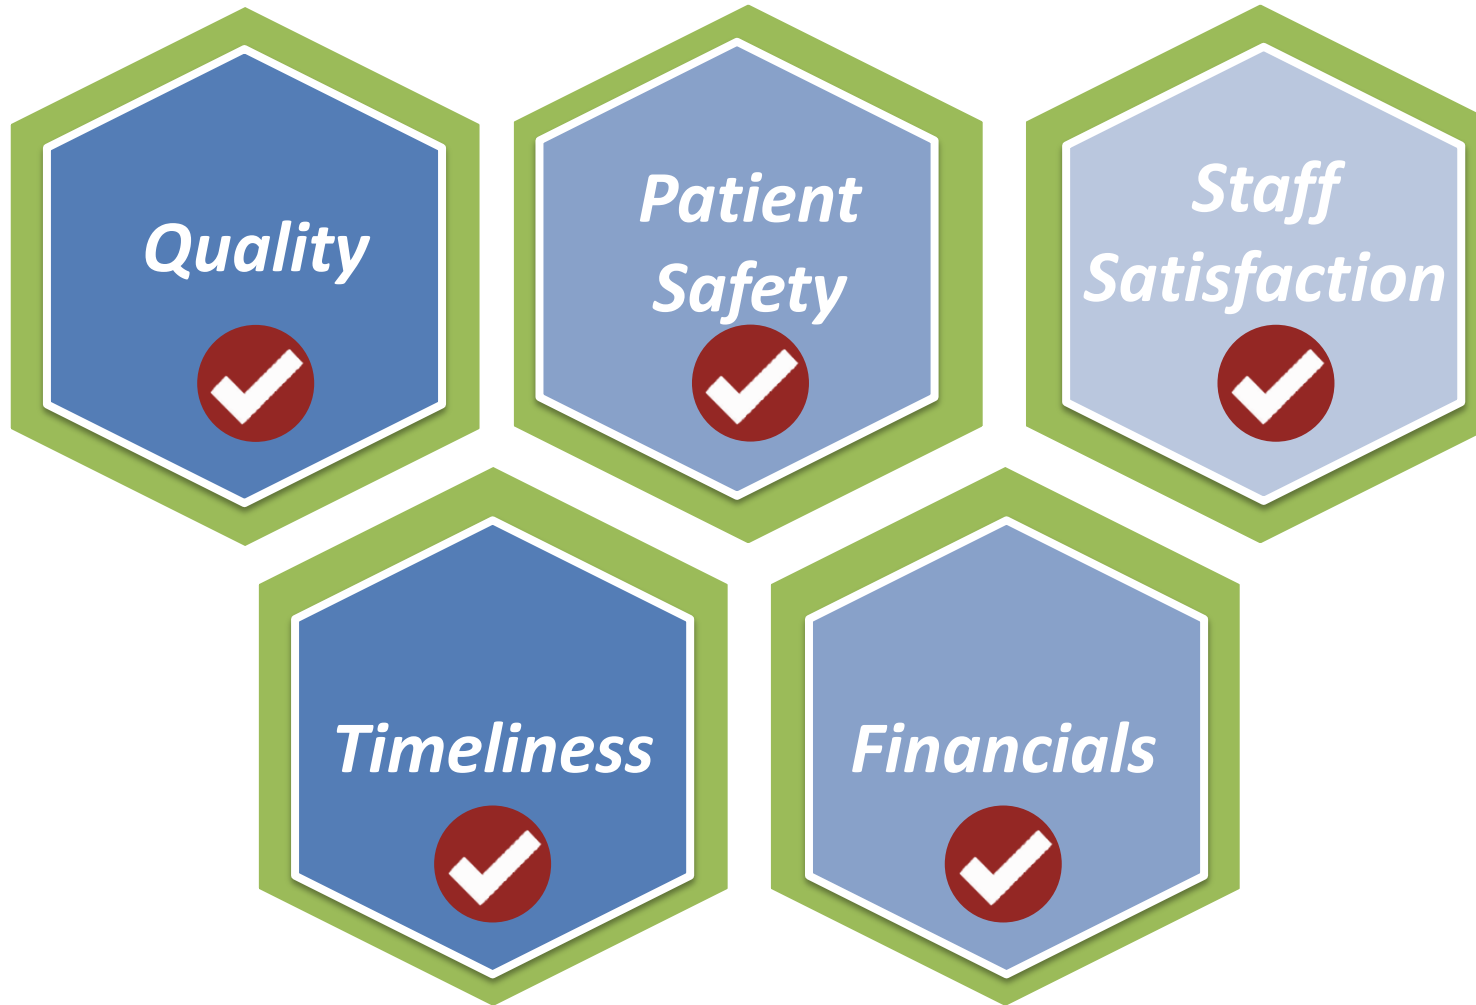 Quality
Patient
Safety
Staff
Satisfaction
Timeliness
Financials